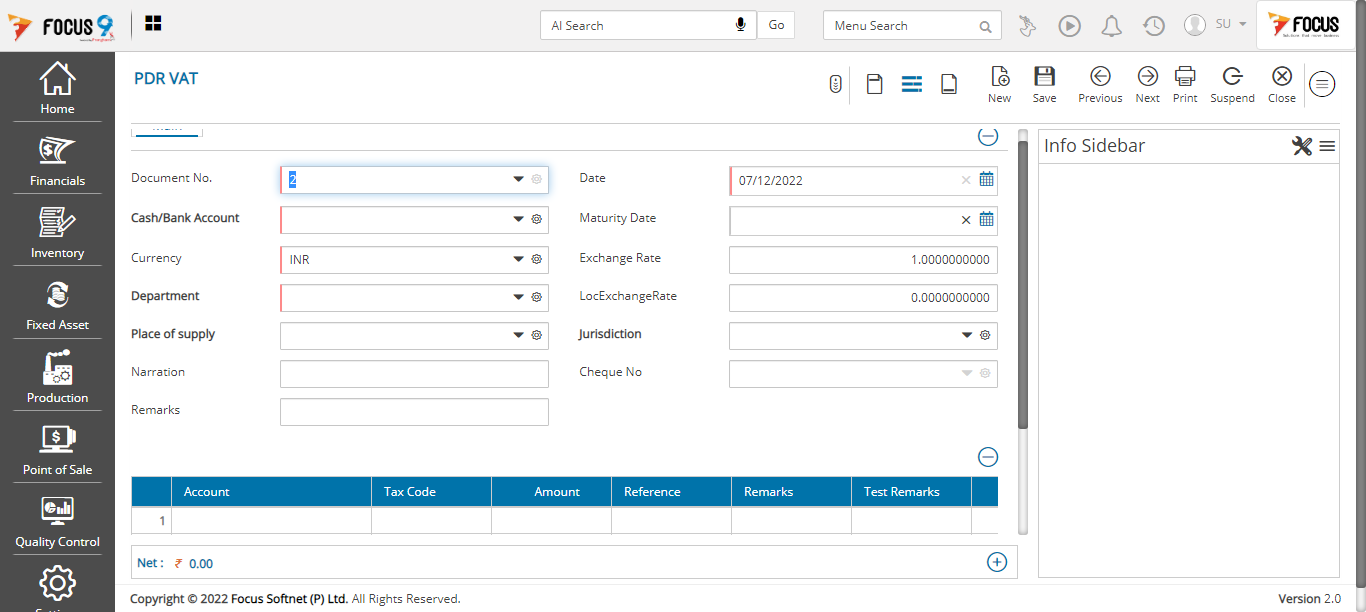 FOCUS 9
AI Search
Go
Menu Search
SU
FOCUS
Home
Financials
Inventory
Fixed Asset
Production
Point of Sale
Quality Control
PDR VAT
New
Save
Previous
Next
Print
Suspend
Close
Info Sidebar
Document No.
2
Date
07/12/2022
Cash/Bank Account
Maturity Date
Currency
INR
Exchange Rate
1.0000000000
Department
LocExchangeRate
0.0000000000
Place of supply
Jurisdiction
Narration
Cheque No
Remarks
Account Tax Code Amount Reference Remarks Test Remarks
1
Net : ₹ 0.00
Copyright © 2022 Focus Softnet (P) Ltd. All Rights Reserved.
Version 2.0